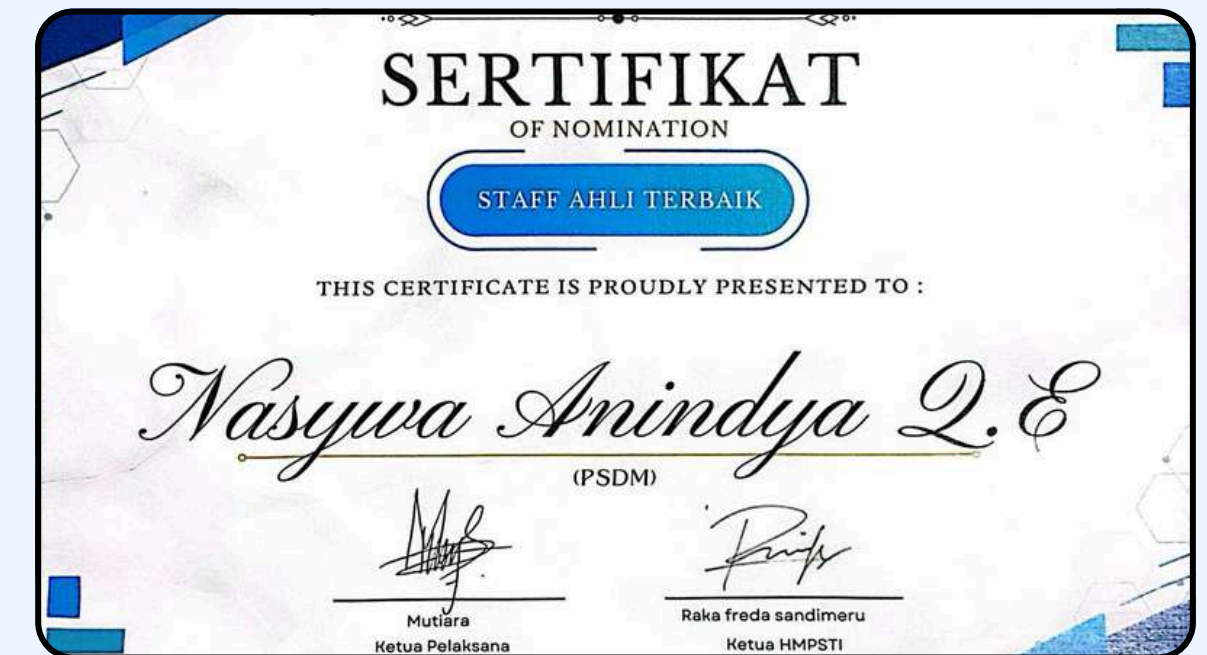 SERTIFIKAT
OF NOMINATION
STAFF AHLI TERBAIK
THIS CERTIFICATE IS PROUDLY PRESENTED TO :
Nasywa Anindya Q.E
(PSDM)
Mutiara
Ketua Pelaksana
Raka freda sandimeru
Ketua HMPSTI